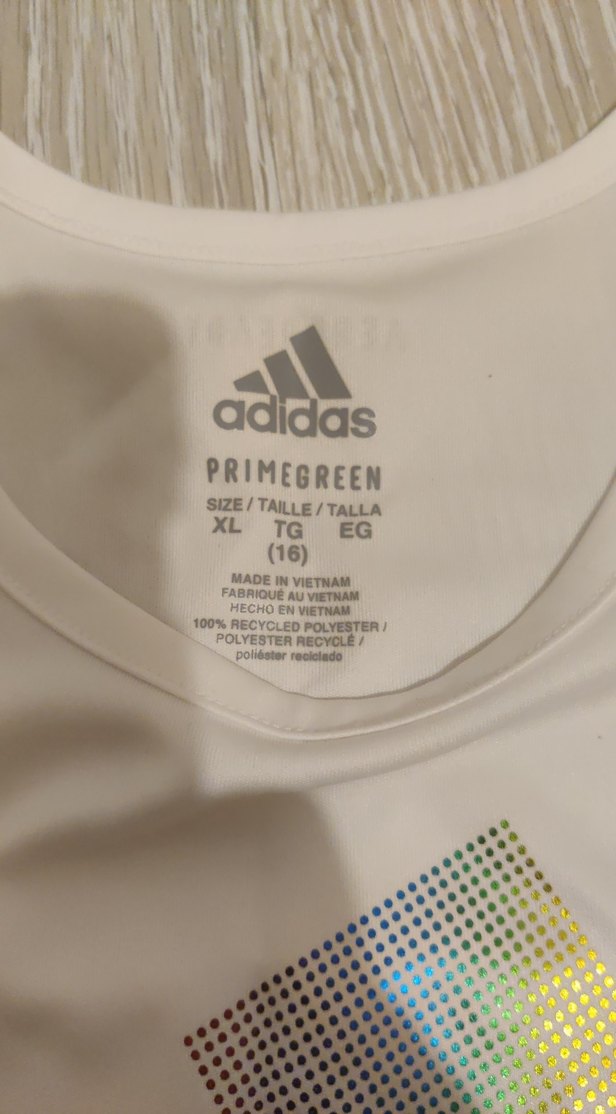 adidas
PRIMEGREEN
SIZE / TAILLE / TALLA
XL TG EG
(16)
MADE IN VIETNAM
FABRIQUÉ AU VIETNAM
HECHO EN VIETNAM
100% RECYCLED POLYESTER /
POLYESTER RECYCLÉ /
poliéster reciclado